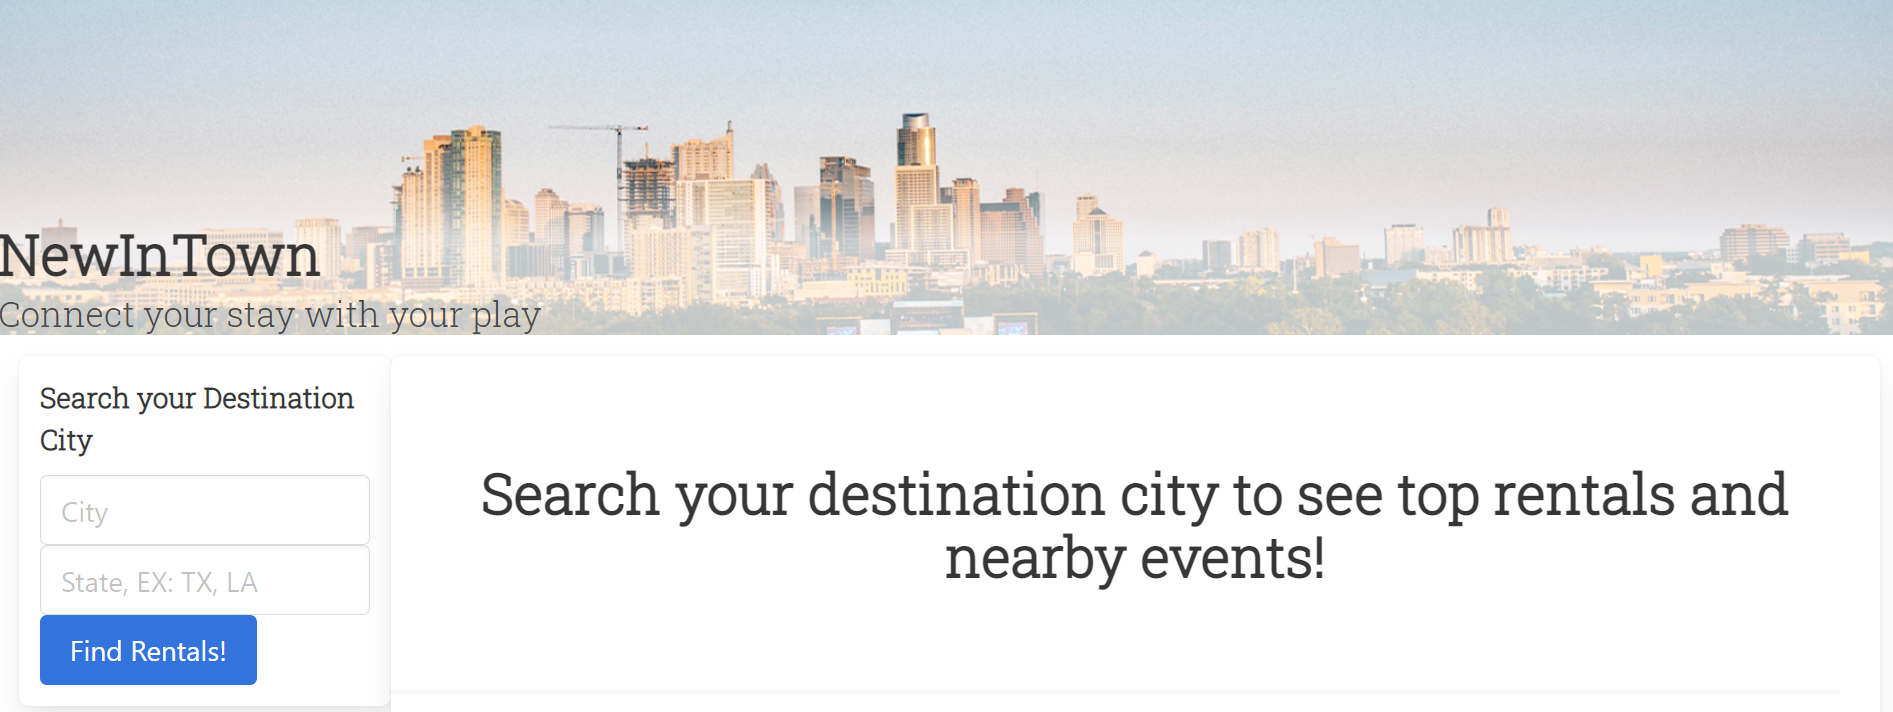 NewInTown
Connect your stay with your play
Search your Destination
City
City
State, EX: TX, LA
Find Rentals!
Search your destination city to see top rentals and
nearby events!